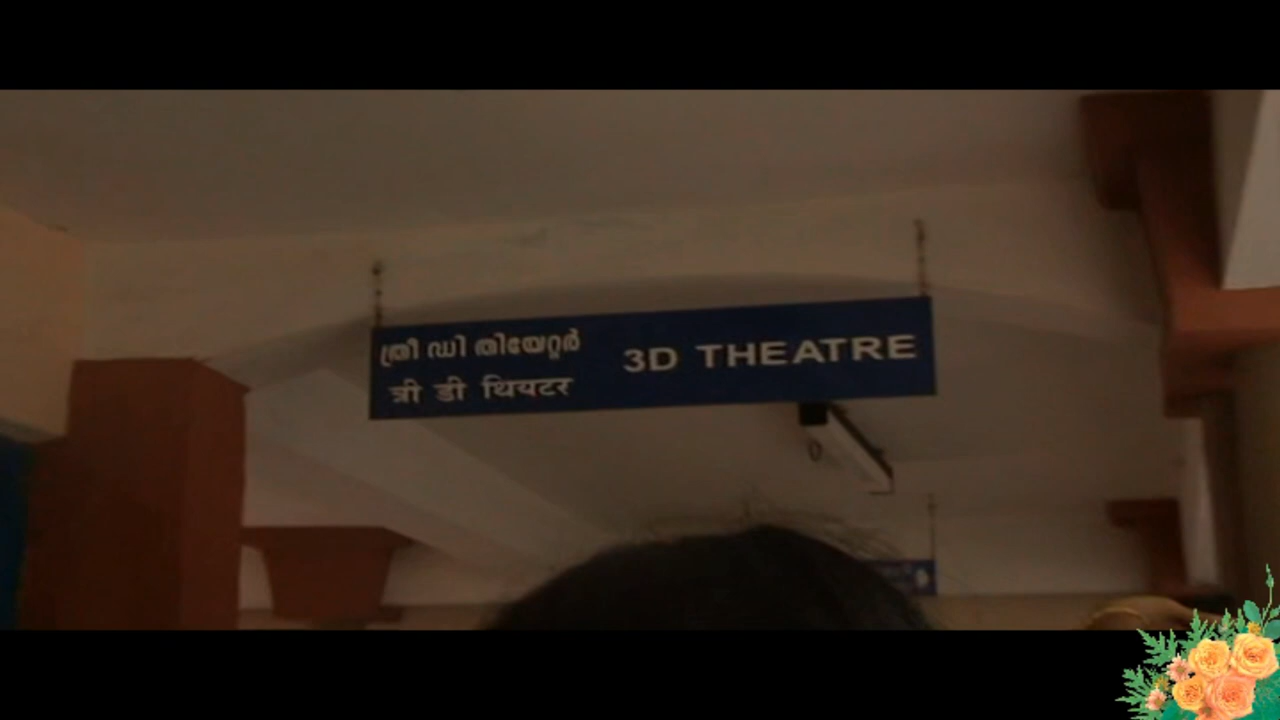 ത്രീ ഡി തിയേറ്റർ
त्री डी थियटर
3D THEATRE